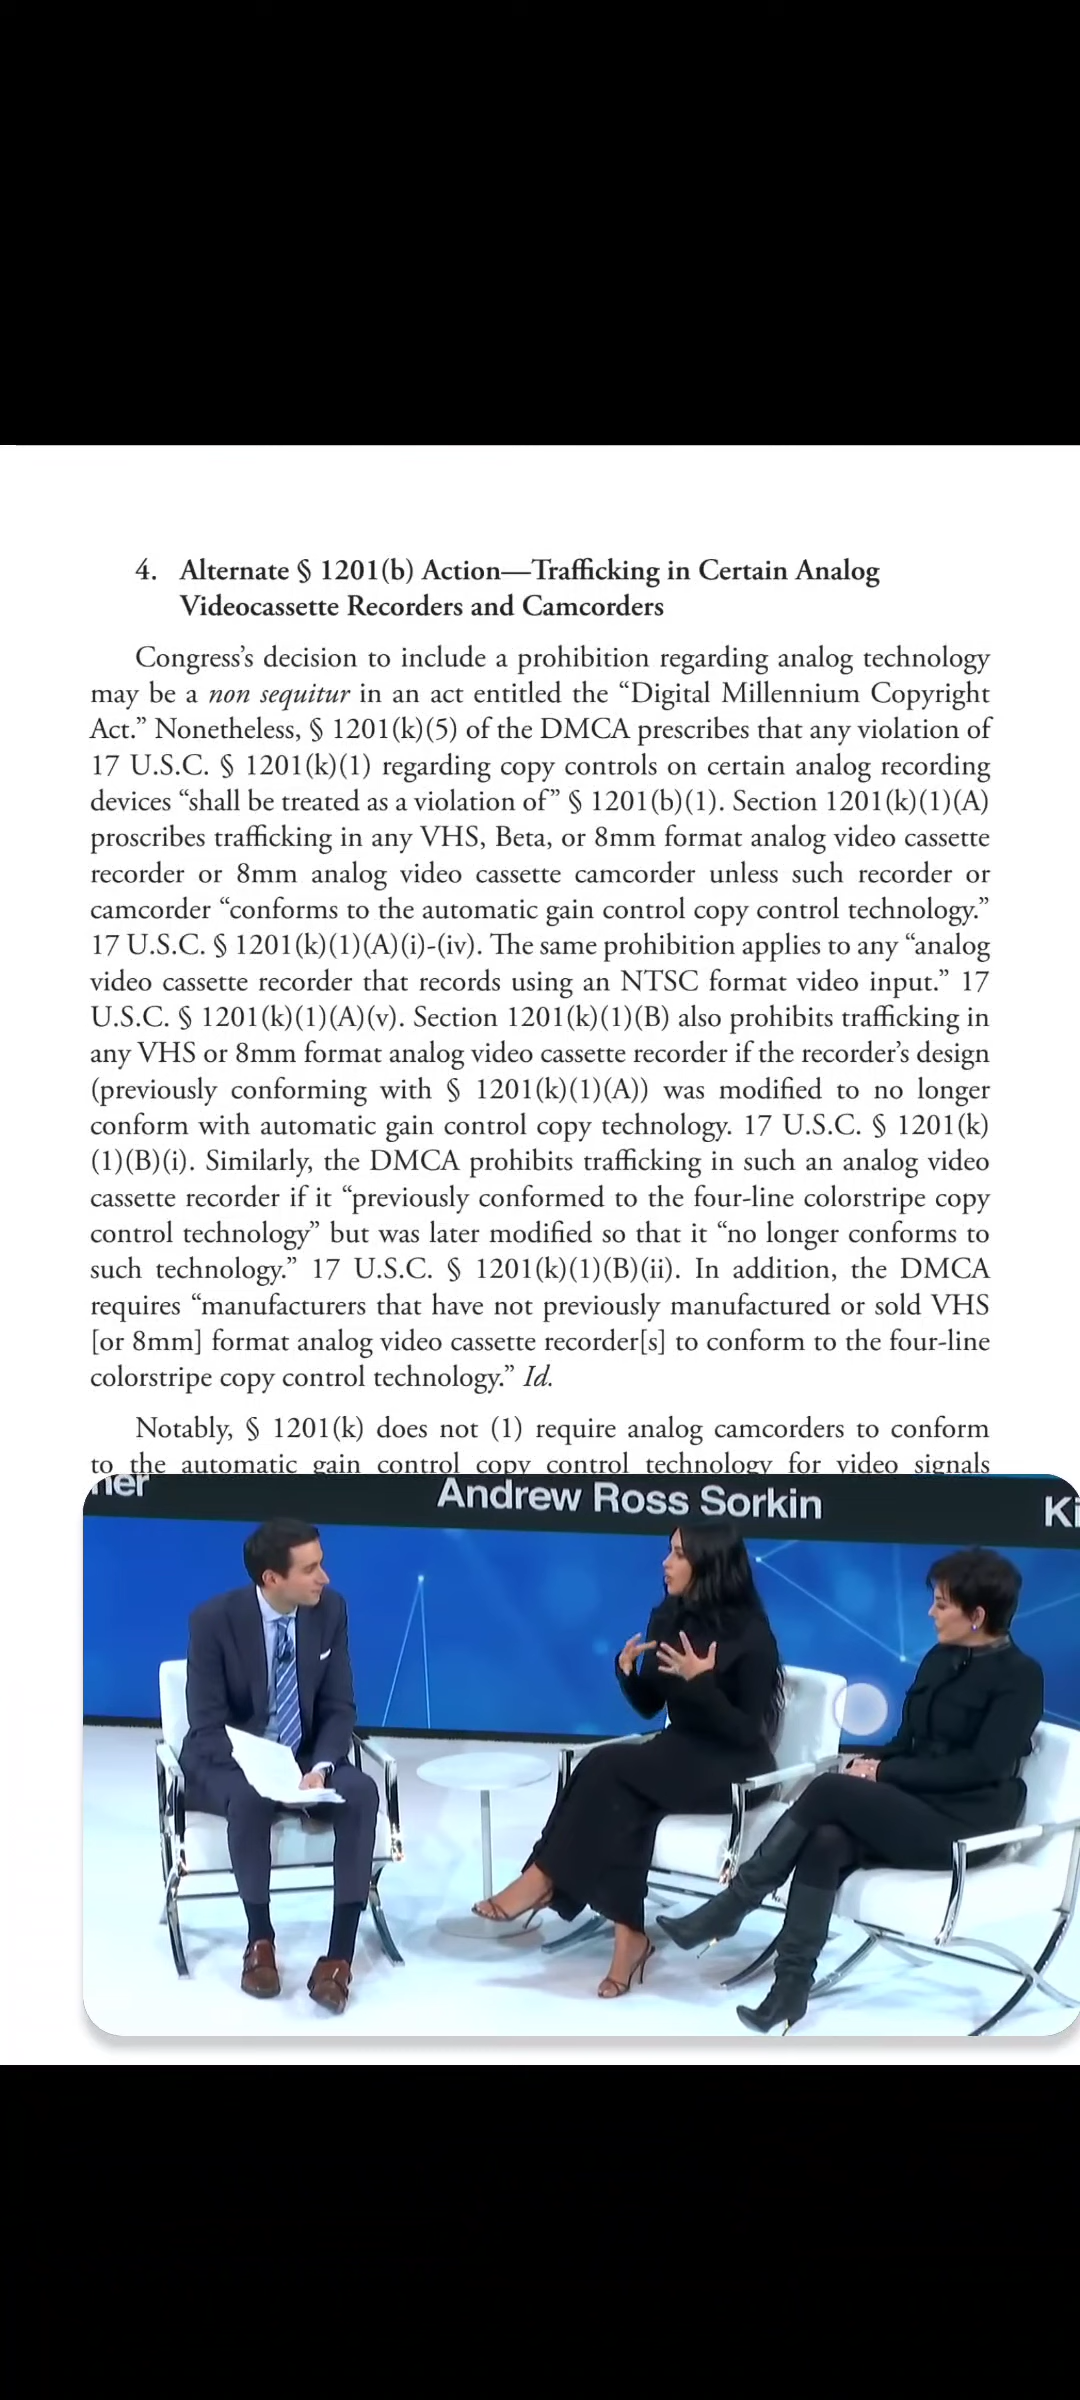 4. Alternate § 1201(b) Action—Trafficking in Certain Analog
Videocassette Recorders and Camcorders
Congress’s decision to include a prohibition regarding analog technology
may be a non sequitur in an act entitled the “Digital Millennium Copyright
Act.” Nonetheless, § 1201(k)(5) of the DMCA prescribes that any violation of
17 U.S.C. § 1201(k)(1) regarding copy controls on certain analog recording
devices “shall be treated as a violation of” § 1201(b)(1). Section 1201(k)(1)(A)
proscribes trafficking in any VHS, Beta, or 8mm format analog video cassette
recorder or 8mm analog video cassette camcorder unless such recorder or
camcorder “conforms to the automatic gain control copy control technology.”
17 U.S.C. § 1201(k)(1)(A)(i)-(iv). The same prohibition applies to any “analog
video cassette recorder that records using an NTSC format video input.” 17
U.S.C. § 1201(k)(1)(A)(v). Section 1201(k)(1)(B) also prohibits trafficking in
any VHS or 8mm format analog video cassette recorder if the recorder’s design
(previously conforming with § 1201(k)(1)(A)) was modified to no longer
conform with automatic gain control copy technology. 17 U.S.C. § 1201(k)
(1)(B)(i). Similarly, the DMCA prohibits trafficking in such an analog video
cassette recorder if it “previously conformed to the four-line colorstripe copy
control technology” but was later modified so that it “no longer conforms to
such technology.” 17 U.S.C. § 1201(k)(1)(B)(ii). In addition, the DMCA
requires “manufacturers that have not previously manufactured or sold VHS
[or 8mm] format analog video cassette recorder[s] to conform to the four-line
colorstripe copy control technology.” Id.
Notably, § 1201(k) does not (1) require analog camcorders to conform
to the automatic gain control copy control technology for video signals
ner
Andrew Ross Sorkin
Ki